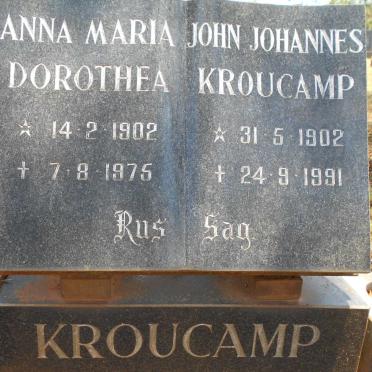 ANNA MARIA
DOROTHEA
☆ 14·2·1902
✝ 7·8·1975
JOHN JOHANNES
KROUCAMP
☆ 31·5·1902
✝ 24·9·1991
Rus Sag
KROUCAMP